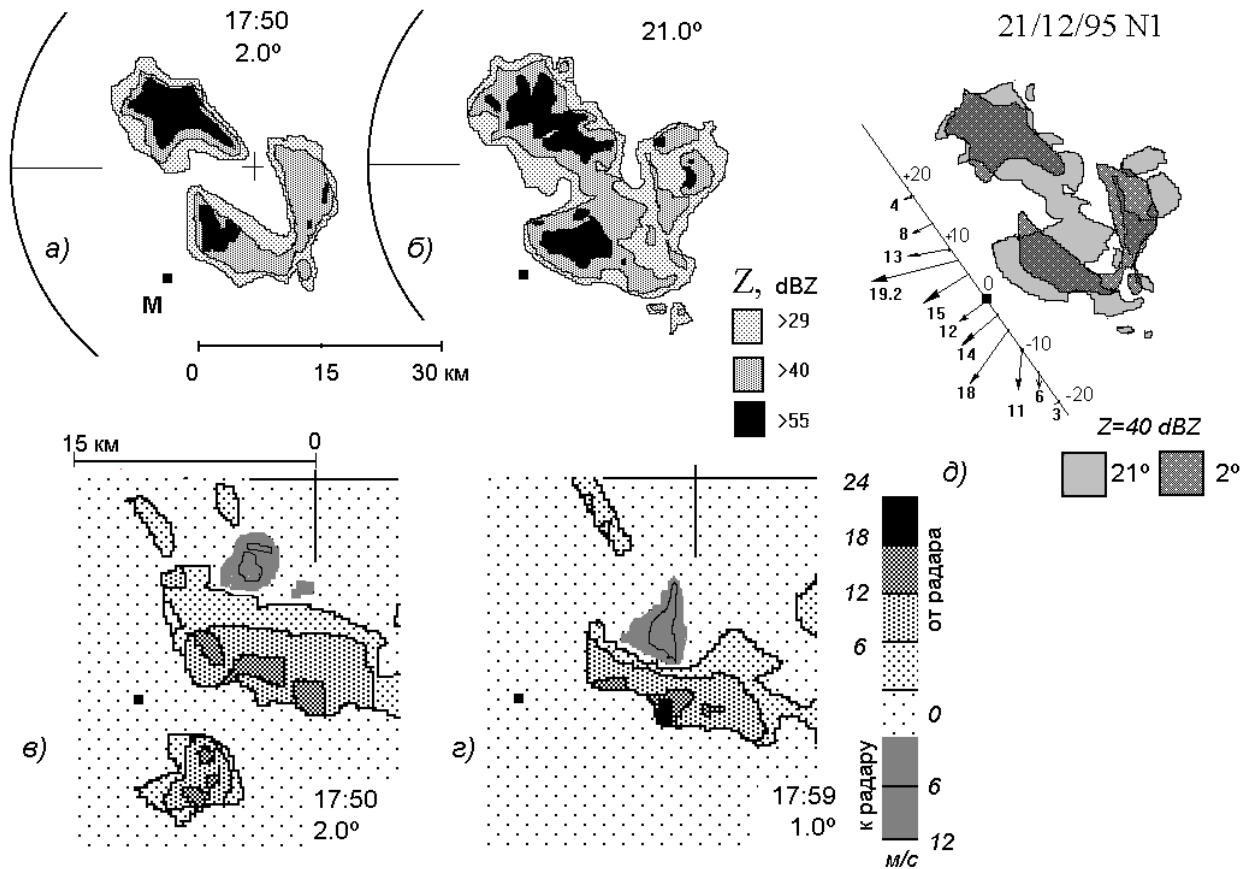 17:50
2.0º
21.0º
21/12/95 N1
а)
б)
М
Z, dBZ
>29
>40
>55
0 15 30 км
+20
4
8
+10
13
19.2
0
15
12
14
-10
18
11
6
3
-20
Z=40 dBZ
21º 2º
д)
15 км 0
в)
17:50
2.0º
г)
17:59
1.0º
24
18
12
6
0
6
12
от радара
к радару
м/с